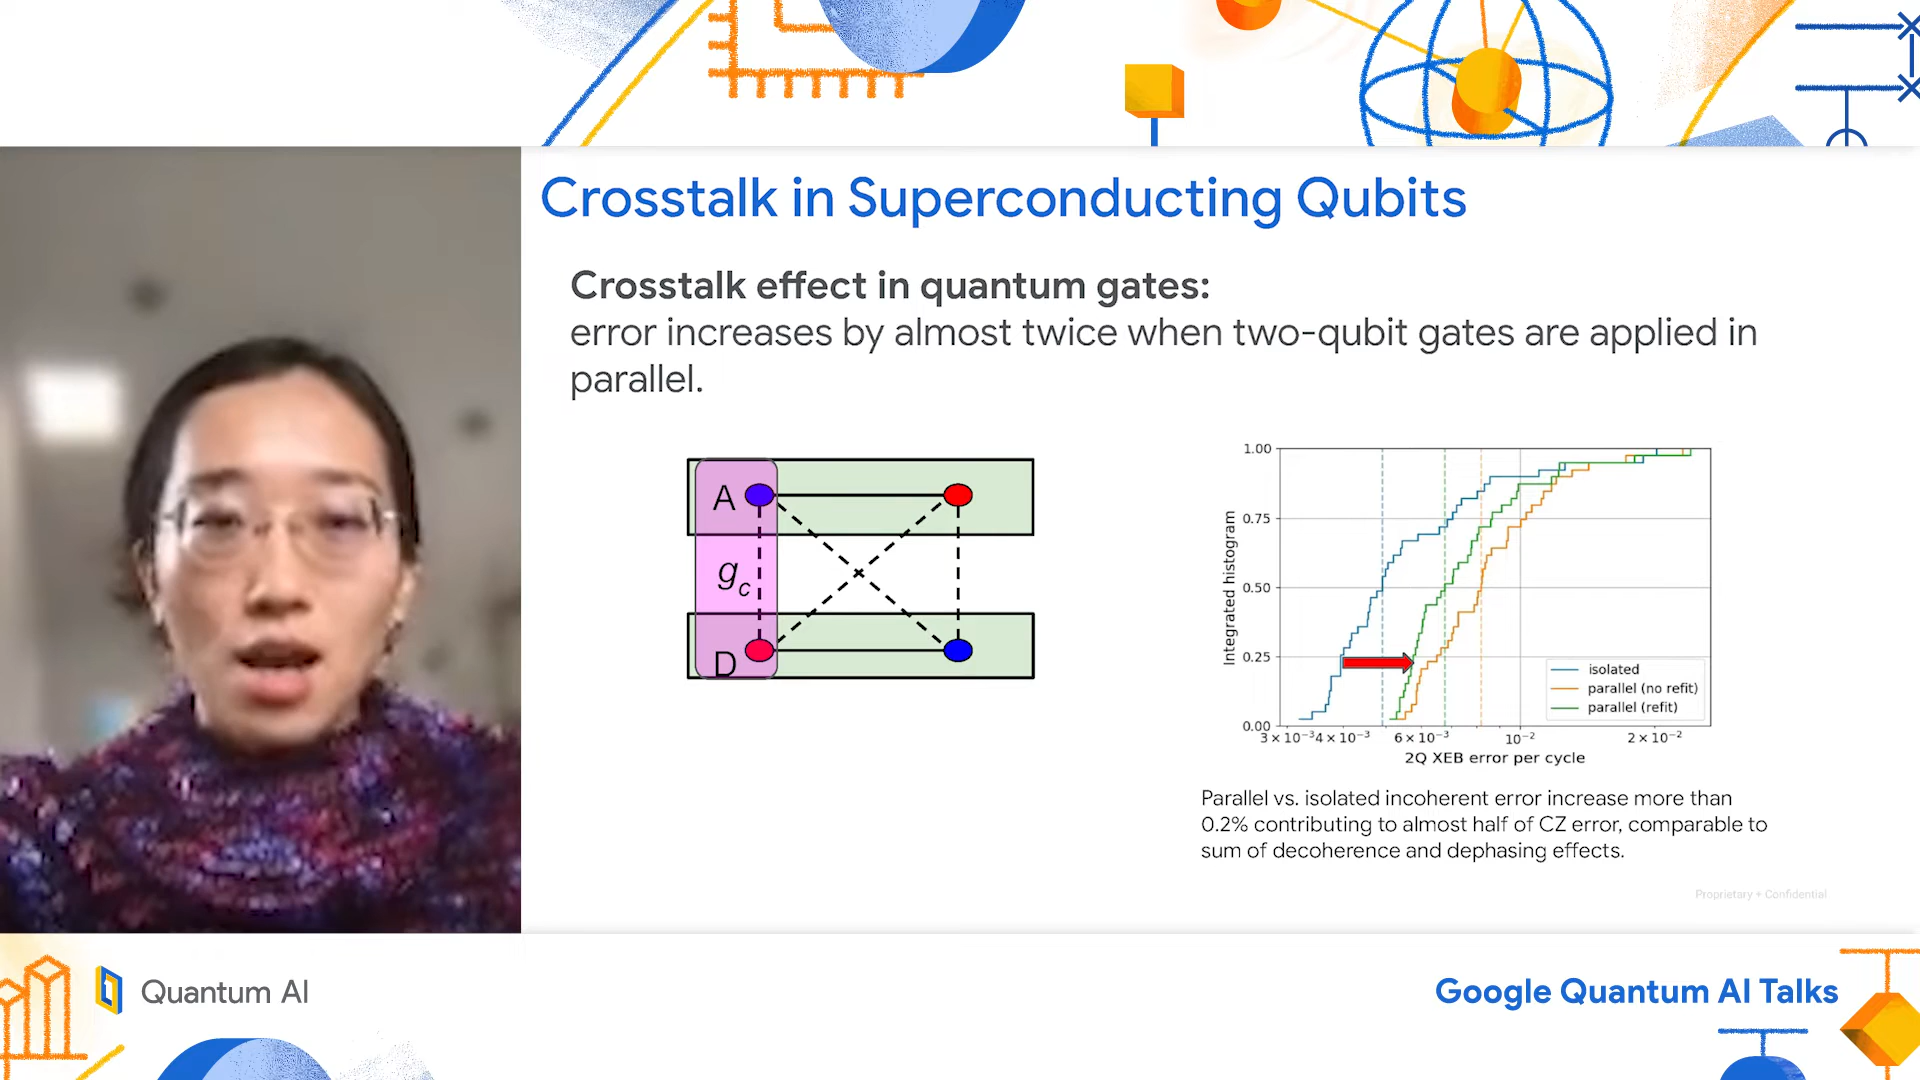 Crosstalk in Superconducting Qubits
Crosstalk effect in quantum gates:
error increases by almost twice when two-qubit gates are applied in
parallel.
A
g_c
D
1.00
0.75
0.50
0.25
0.00
Integrated histogram
isolated
parallel (no refit)
parallel (refit)
3 × 10⁻³
4 × 10⁻³
6 × 10⁻³
10⁻²
2 × 10⁻²
2Q XEB error per cycle
Parallel vs. isolated incoherent error increase more than
0.2% contributing to almost half of CZ error, comparable to
sum of decoherence and dephasing effects.
Proprietary + Confidential
Quantum AI
Google Quantum AI Talks